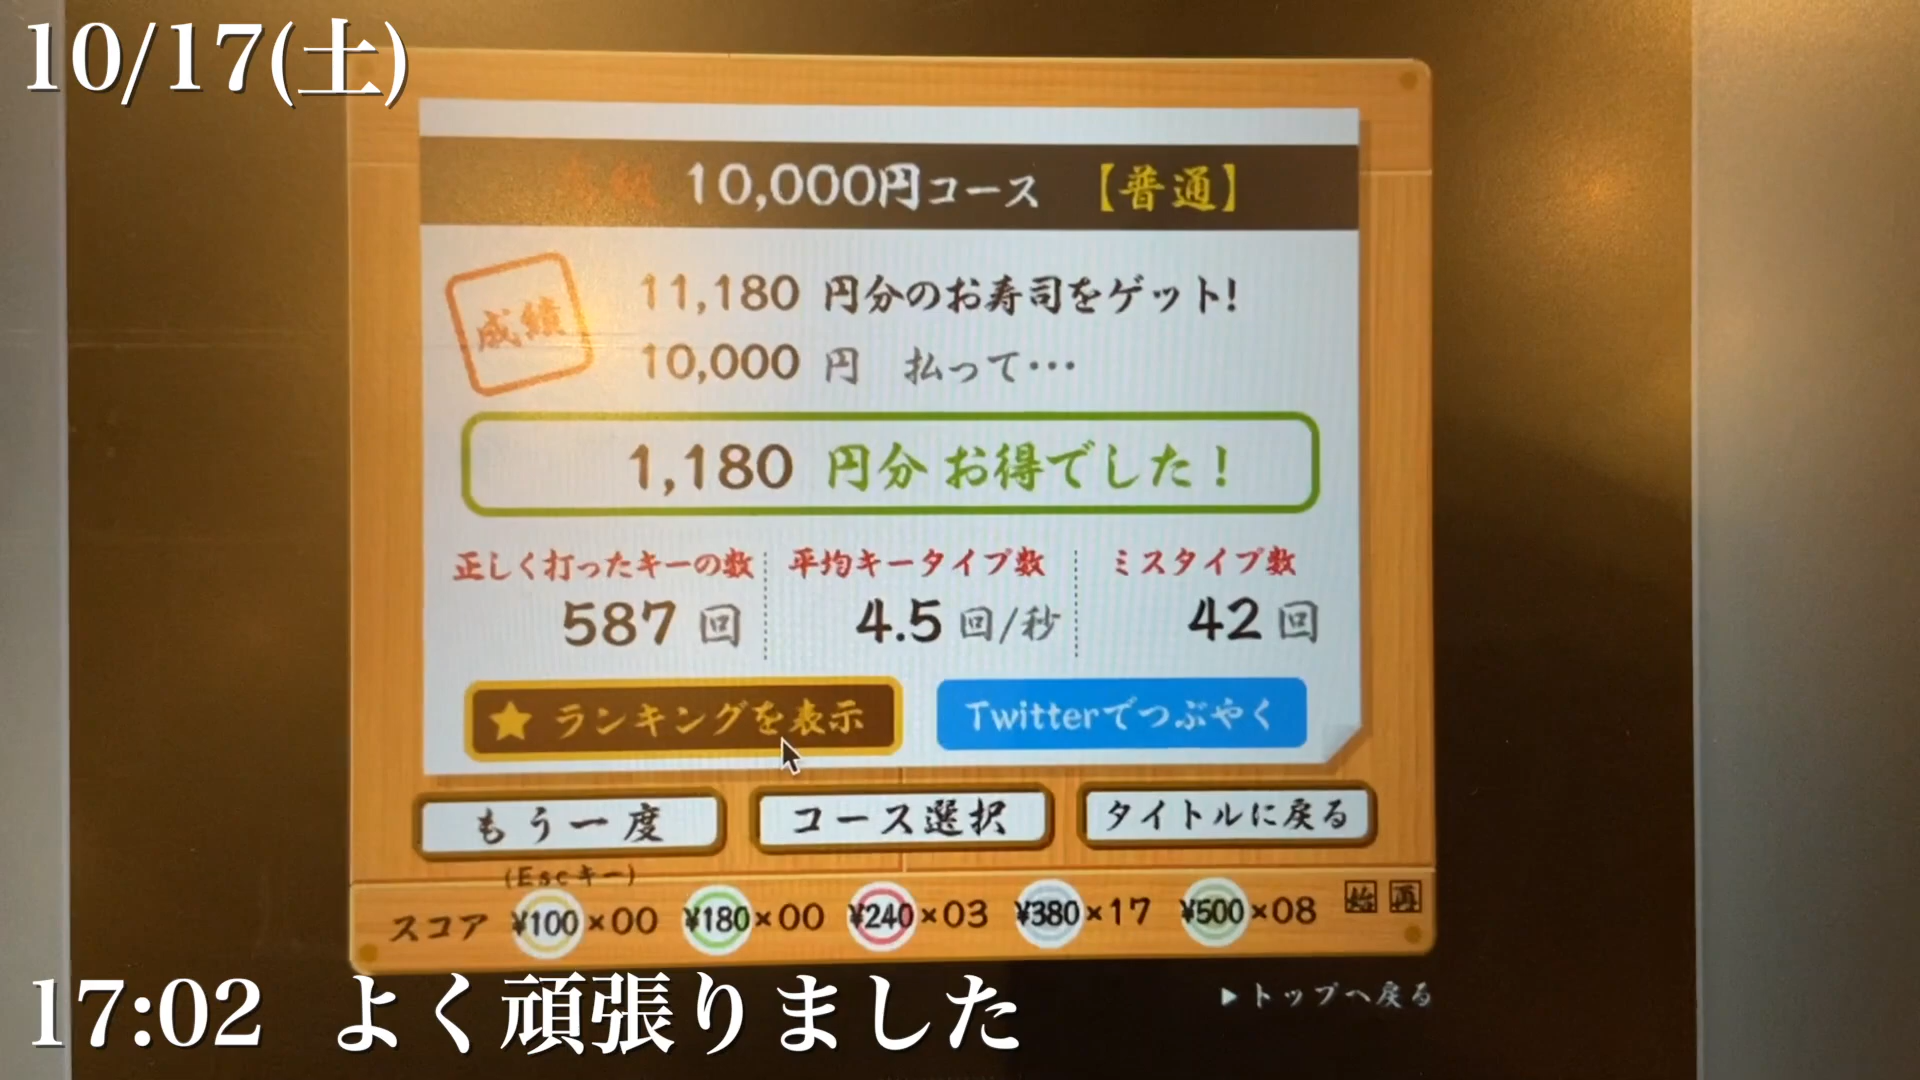 10/17(土)
高級 10,000円コース 【普通】
成績
11,180 円分のお寿司をゲット!
10,000 円 払って…
1,180 円分 お得でした!
正しく打ったキーの数 平均キータイプ数 ミスタイプ数
587 回 4.5 回/秒 42 回
★ ランキングを表示 Twitterでつぶやく
もう一度 コース選択 タイトルに戻る
(Escキー)
スコア ¥100×00 ¥180×00 ¥240×03 ¥380×17 ¥500×08 始 再
▶トップへ戻る
17:02 よく頑張りました